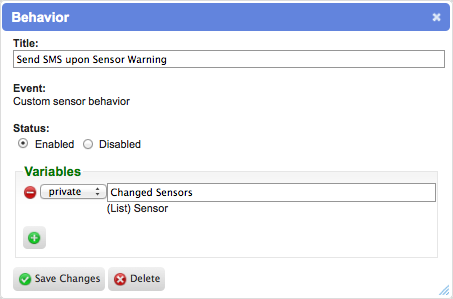 Behavior
Title:
Send SMS upon Sensor Warning
Event:
Custom sensor behavior
Status:
Enabled Disabled
Variables
private Changed Sensors
(List) Sensor
Save Changes Delete